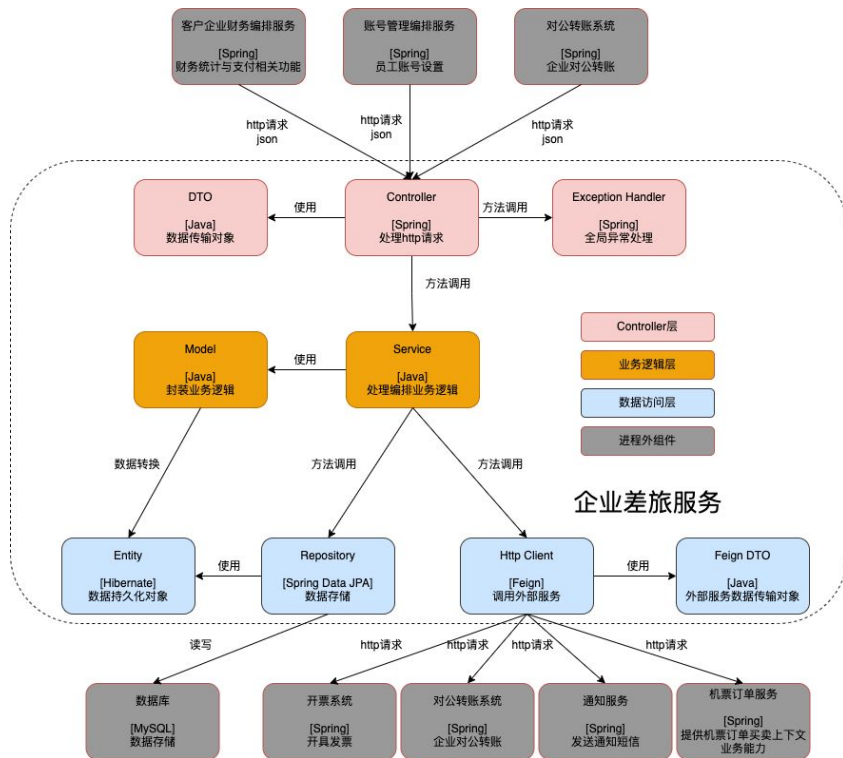 客户企业财务编排服务
[Spring]
财务统计与支付相关功能
账号管理编排服务
[Spring]
员工账号设置
对公转账系统
[Spring]
企业对公转账
http请求
json
http请求
json
http请求
json
DTO
[Java]
数据传输对象
使用
Controller
[Spring]
处理http请求
方法调用
Exception Handler
[Spring]
全局异常处理
方法调用
Controller层
Model
[Java]
封装业务逻辑
使用
Service
[Java]
处理编排业务逻辑
业务逻辑层
数据访问层
进程外组件
数据转换
方法调用
方法调用
企业差旅服务
Entity
[Hibernate]
数据持久化对象
使用
Repository
[Spring Data JPA]
数据存储
Http Client
[Feign]
调用外部服务
使用
Feign DTO
[Java]
外部服务数据传输对象
读写
http请求
http请求
http请求
http请求
数据库
[MySQL]
数据存储
开票系统
[Spring]
开具发票
对公转账系统
[Spring]
企业对公转账
通知服务
[Spring]
发送通知短信
机票订单服务
[Spring]
提供机票订单买卖上下文
业务能力